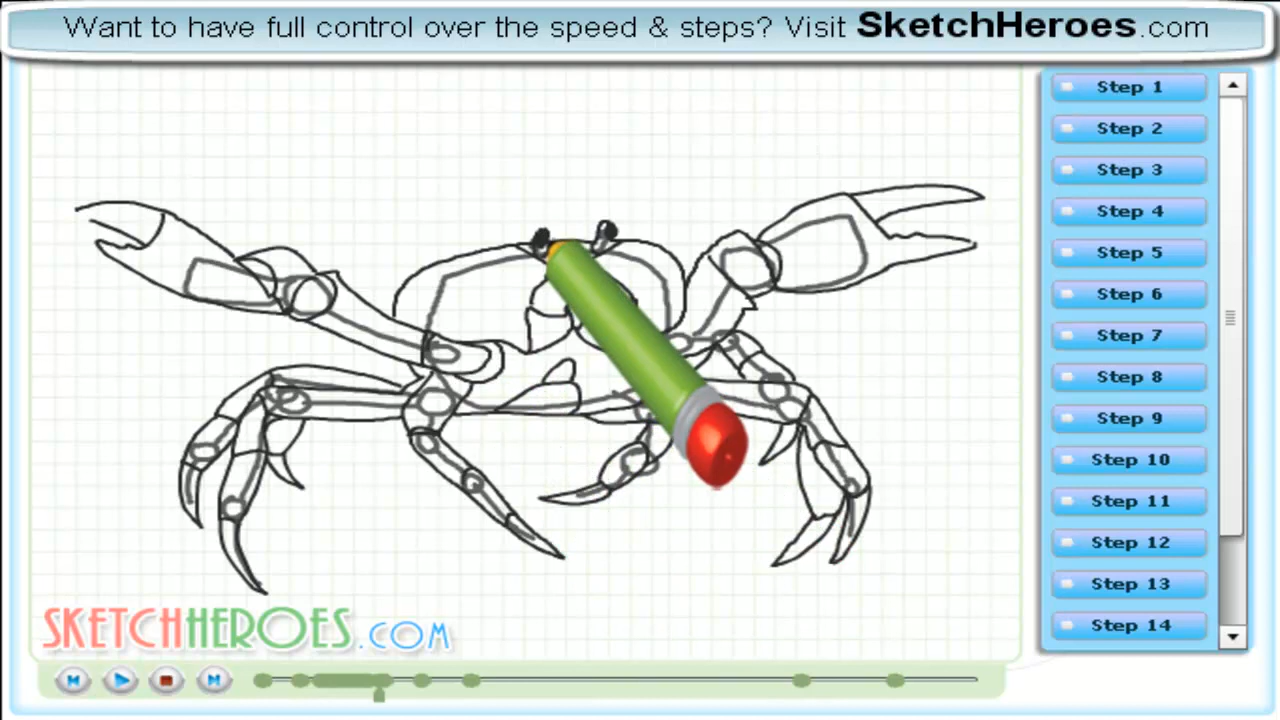 Want to have full control over the speed & steps? Visit SketchHeroes.com
Step 1
Step 2
Step 3
Step 4
Step 5
Step 6
Step 7
Step 8
Step 9
Step 10
Step 11
Step 12
Step 13
Step 14
SKETCHHEROES.COM